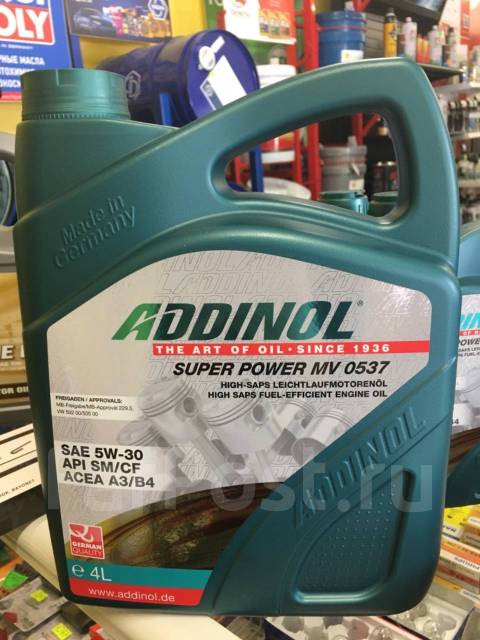 OLY
Made in
Germany
ADDINOL
THE ART OF OIL · SINCE 1936
SUPER POWER MV 0537
HIGH-SAPS LEICHTLAUFMOTORENÖL
HIGH SAPS FUEL-EFFICIENT ENGINE OIL
FREIGABEN / APPROVALS:
MB-Freigabe/MB-Approval 229.5,
VW 502 00/505 00
SAE 5W-30
API SM/CF
ACEA A3/B4
ADDINOL
GERMAN
QUALITY
e 4L
www.addinol.de
POWER